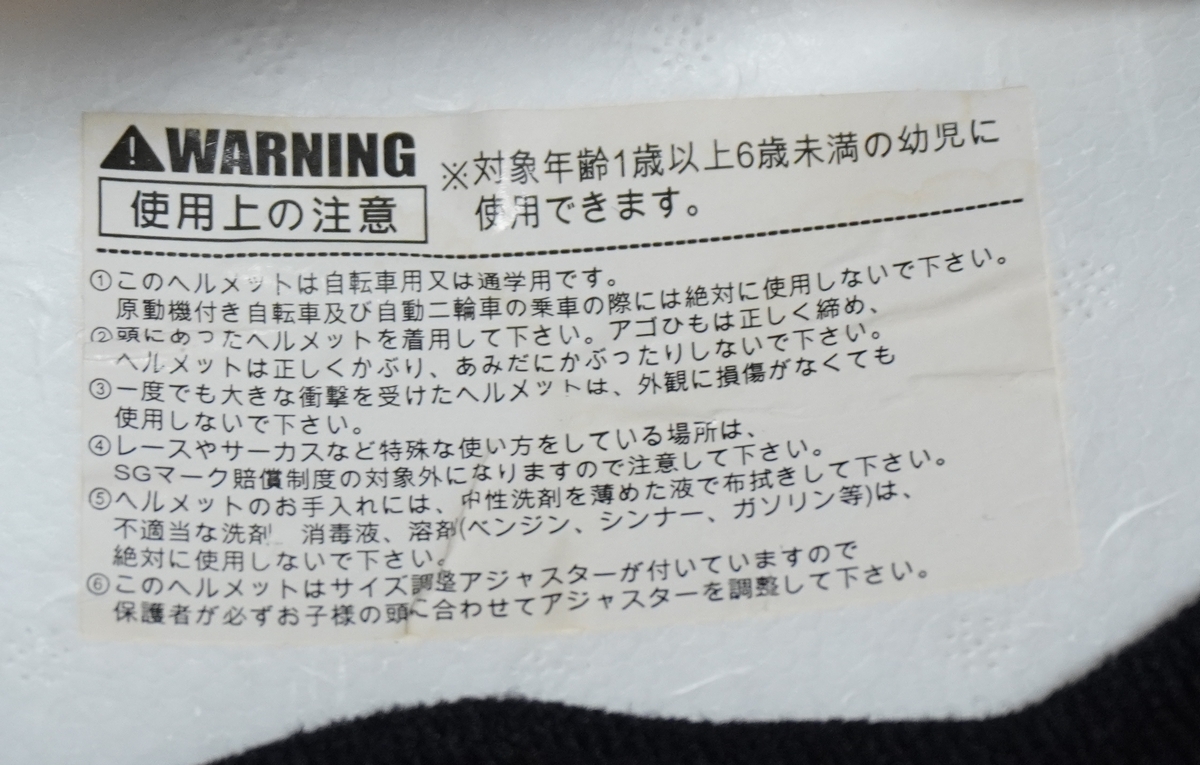 WARNING
使用上の注意
※対象年齢1歳以上6歳未満の幼児に
使用できます。
①このヘルメットは自転車用又は通学用です。
原動機付き自転車及び自動二輪車の乗車の際には絶対に使用しないで下さい。
②頭にあったヘルメットを着用して下さい。アゴひもは正しく締め、
ヘルメットは正しくかぶり、あみだにかぶったりしないで下さい。
③一度でも大きな衝撃を受けたヘルメットは、外観に損傷がなくても
使用しないで下さい。
④レースやサーカスなど特殊な使い方をしている場所は、
SGマーク賠償制度の対象外になりますので注意して下さい。
⑤ヘルメットのお手入れには、中性洗剤を薄めた液で布拭きして下さい。
不適当な洗剤、消毒液、溶剤(ベンジン、シンナー、ガソリン等)は、
絶対に使用しないで下さい。
⑥このヘルメットはサイズ調整アジャスターが付いていますので
保護者が必ずお子様の頭に合わせてアジャスターを調整して下さい。